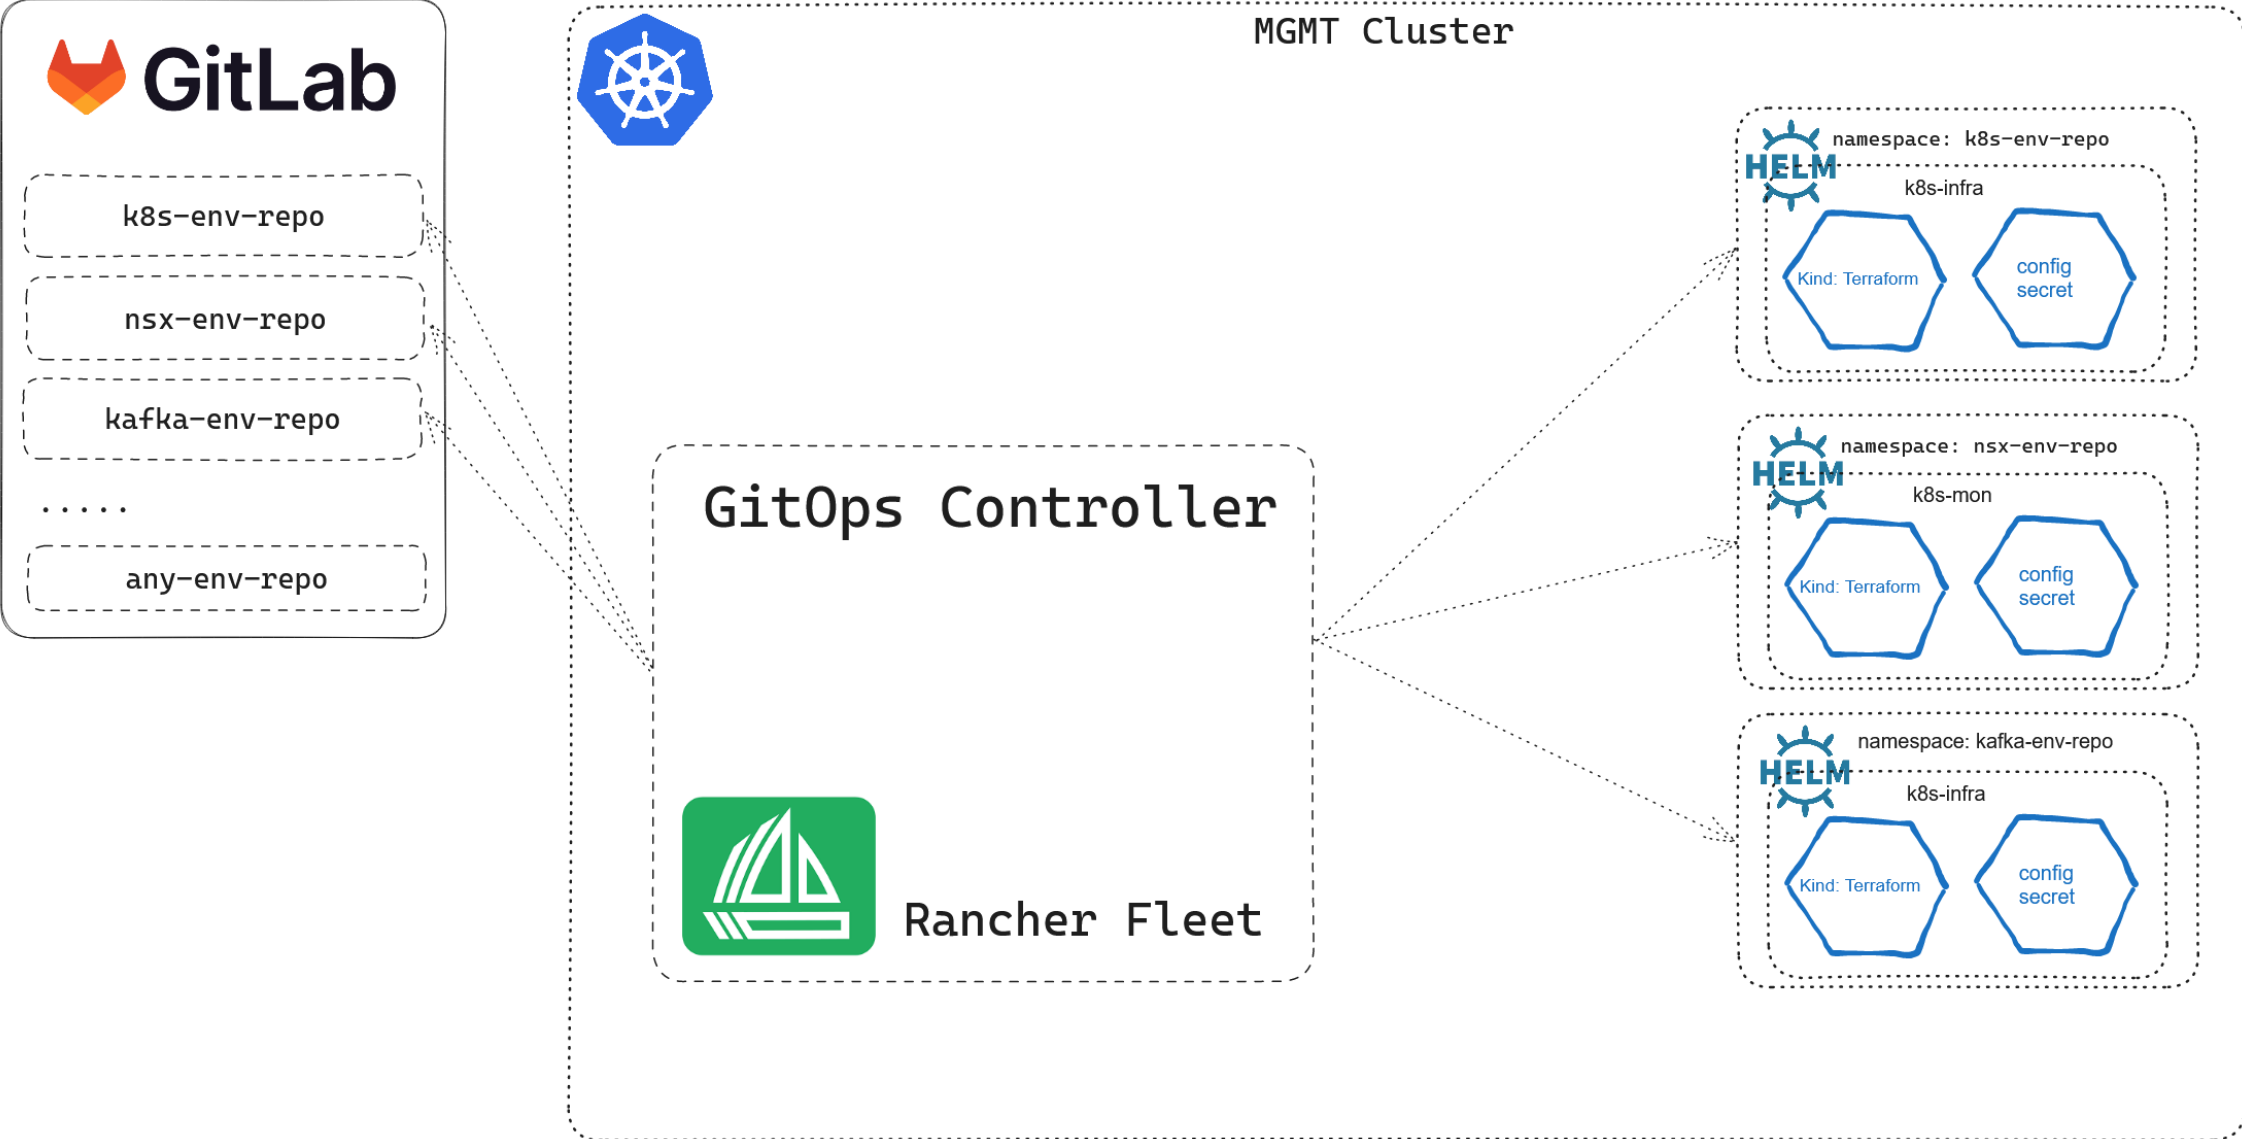 GitLab
k8s-env-repo
nsx-env-repo
kafka-env-repo
.....
any-env-repo
MGMT Cluster
GitOps Controller
Rancher Fleet
HELM
namespace: k8s-env-repo
k8s-infra
Kind: Terraform
config
secret
HELM
namespace: nsx-env-repo
k8s-mon
Kind: Terraform
config
secret
HELM
namespace: kafka-env-repo
k8s-infra
Kind: Terraform
config
secret